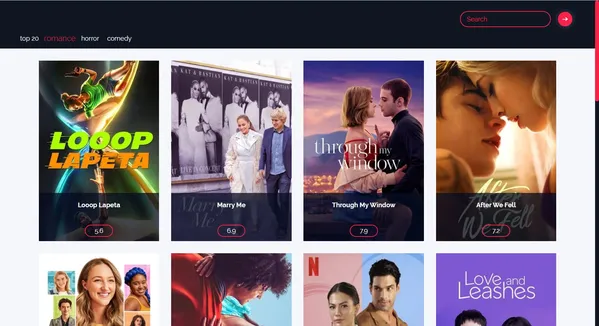 Search
top 20 romance horror comedy
LOOOP
LAPETA
KAT & BASTIAN
through my
window
After
We Fell
Looop Lapeta
Marry Me
Through My Window
After We Fell
5.6
6.9
7.9
7.2
N
Love and
Leashes